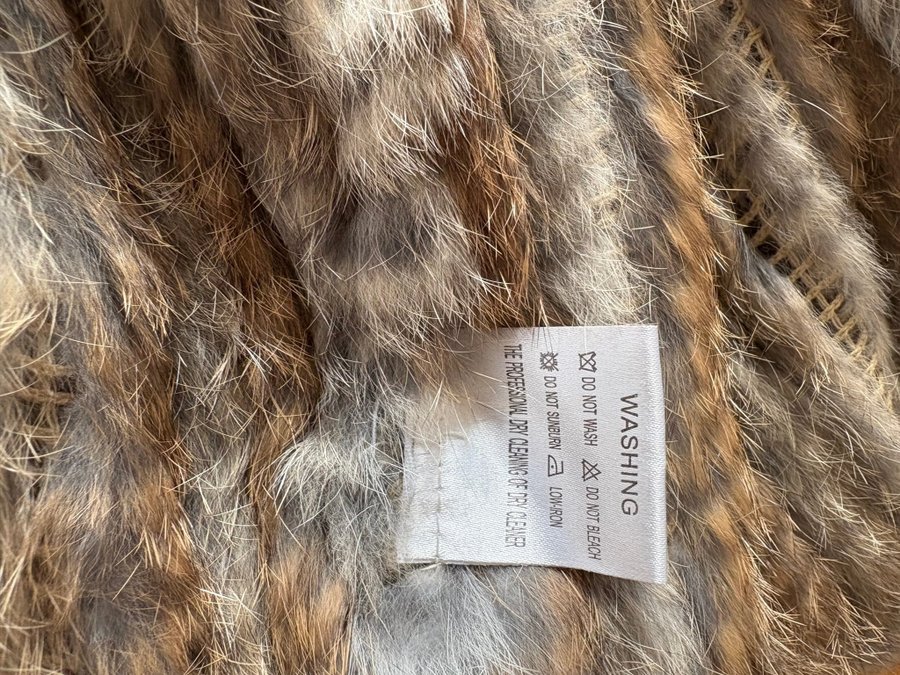 WASHING
DO NOT WASH DO NOT BLEACH
DO NOT SUNBURN LOW-IRON
THE PROFESSIONAL DRY CLEANING OF DRY CLEANER